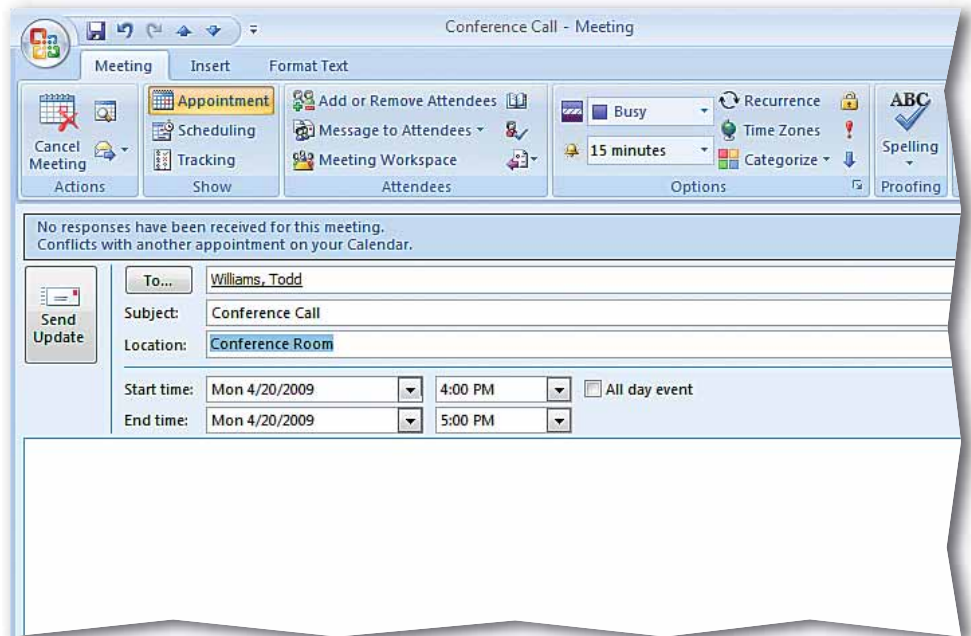 Conference Call - Meeting
Meeting Insert Format Text
Cancel Meeting
Actions
Appointment
Scheduling
Tracking
Show
Add or Remove Attendees
Message to Attendees
Meeting Workspace
Attendees
Busy
15 minutes
Recurrence
Time Zones
Categorize
Options
ABC
Spelling
Proofing
No responses have been received for this meeting.
Conflicts with another appointment on your Calendar.
Send
Update
To... Williams, Todd
Subject: Conference Call
Location: Conference Room
Start time: Mon 4/20/2009 4:00 PM All day event
End time: Mon 4/20/2009 5:00 PM